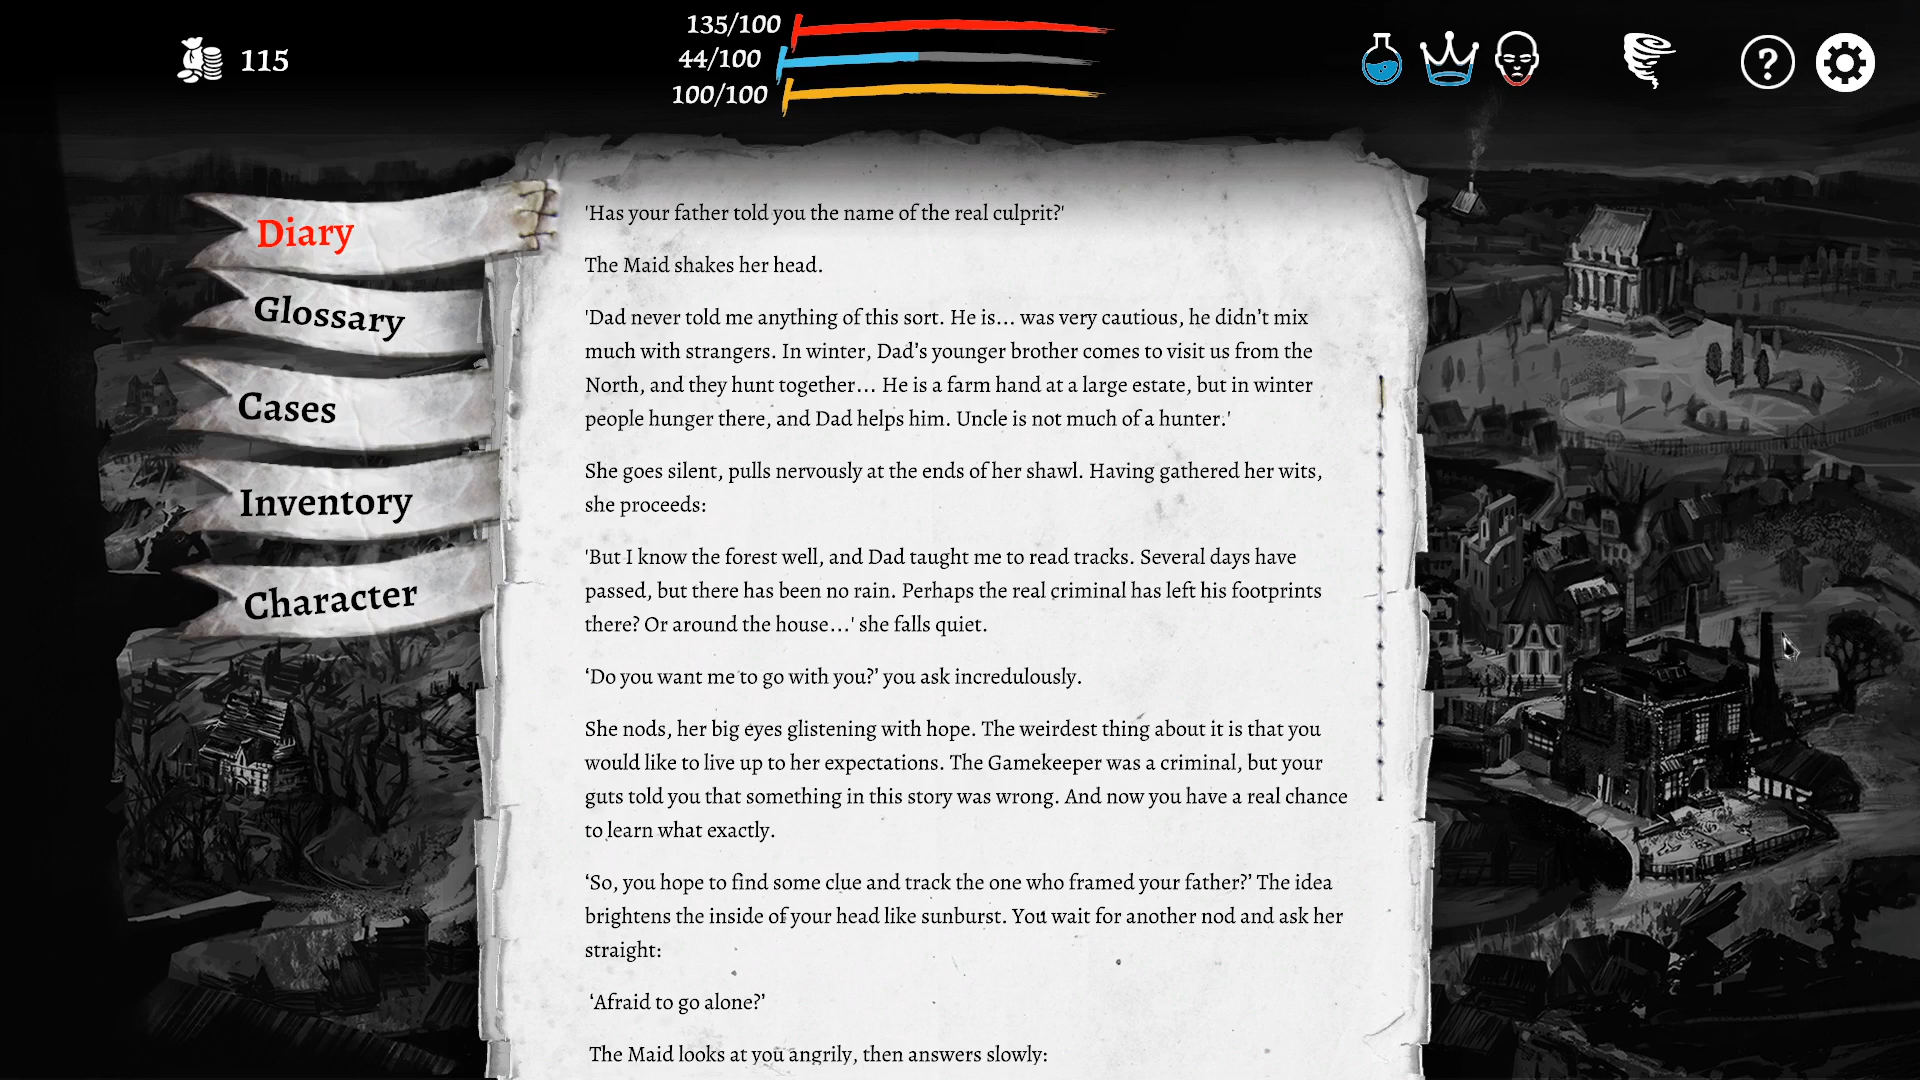 135/100
115
44/100
100/100
?
Diary
Glossary
Cases
Inventory
Character
'Has your father told you the name of the real culprit?'
The Maid shakes her head.
'Dad never told me anything of this sort. He is... was very cautious, he didn't mix
much with strangers. In winter, Dad's younger brother comes to visit us from the
North, and they hunt together... He is a farm hand at a large estate, but in winter
people hunger there, and Dad helps him. Uncle is not much of a hunter.'
She goes silent, pulls nervously at the ends of her shawl. Having gathered her wits,
she proceeds:
'But I know the forest well, and Dad taught me to read tracks. Several days have
passed, but there has been no rain. Perhaps the real criminal has left his footprints
there? Or around the house...' she falls quiet.
‘Do you want me to go with you?’ you ask incredulously.
She nods, her big eyes glistening with hope. The weirdest thing about it is that you
would like to live up to her expectations. The Gamekeeper was a criminal, but your
guts told you that something in this story was wrong. And now you have a real chance
to learn what exactly.
‘So, you hope to find some clue and track the one who framed your father?’ The idea
brightens the inside of your head like sunburst. You wait for another nod and ask her
straight:
‘Afraid to go alone?’
The Maid looks at you angrily, then answers slowly: